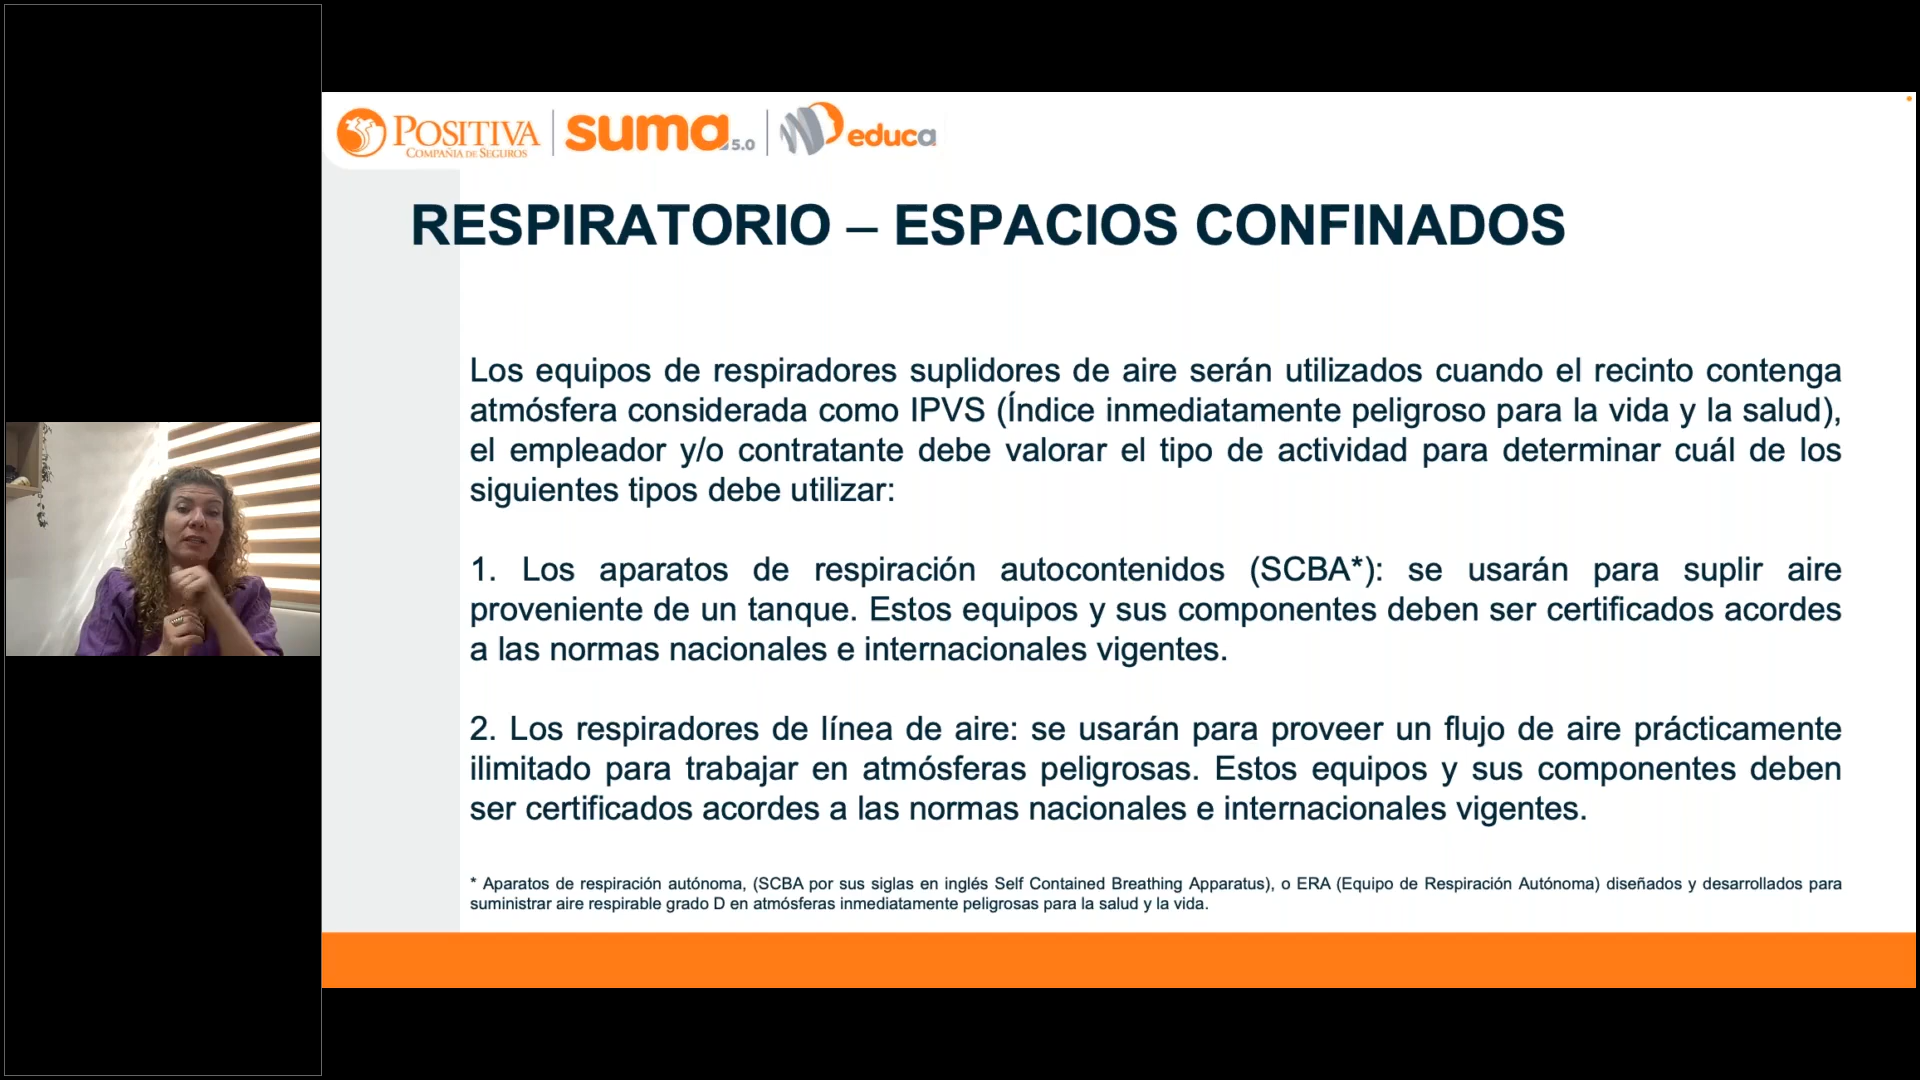 POSITIVA
COMPAÑÍA DE SEGUROS
suma 5.0
educa
RESPIRATORIO – ESPACIOS CONFINADOS
Los equipos de respiradores suplidores de aire serán utilizados cuando el recinto contenga
atmósfera considerada como IPVS (Índice inmediatamente peligroso para la vida y la salud),
el empleador y/o contratante debe valorar el tipo de actividad para determinar cuál de los
siguientes tipos debe utilizar:
1. Los aparatos de respiración autocontenidos (SCBA*): se usarán para suplir aire
proveniente de un tanque. Estos equipos y sus componentes deben ser certificados acordes
a las normas nacionales e internacionales vigentes.
2. Los respiradores de línea de aire: se usarán para proveer un flujo de aire prácticamente
ilimitado para trabajar en atmósferas peligrosas. Estos equipos y sus componentes deben
ser certificados acordes a las normas nacionales e internacionales vigentes.
* Aparatos de respiración autónoma, (SCBA por sus siglas en inglés Self Contained Breathing Apparatus), o ERA (Equipo de Respiración Autónoma) diseñados y desarrollados para
suministrar aire respirable grado D en atmósferas inmediatamente peligrosas para la salud y la vida.